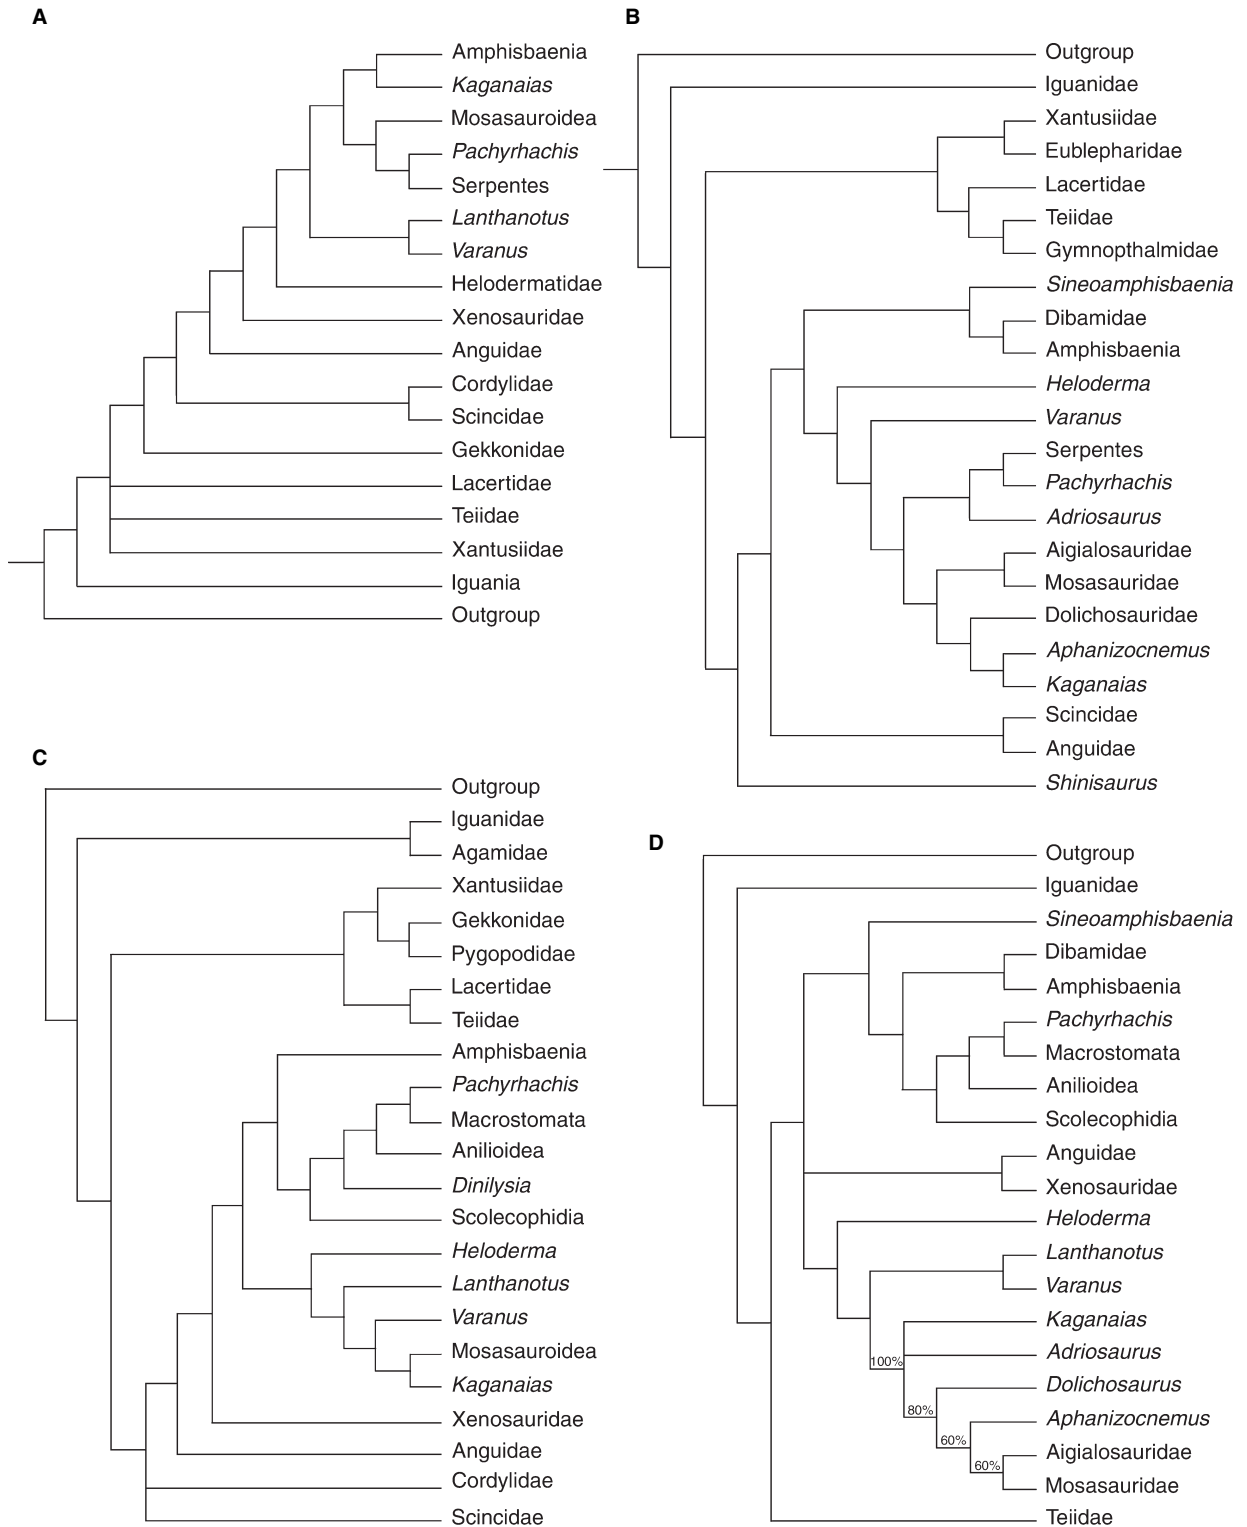 A
Amphisbaenia
Kaganaias
Mosasauroidea
Pachyrhachis
Serpentes
Lanthanotus
Varanus
Helodermatidae
Xenosauridae
Anguidae
Cordylidae
Scincidae
Gekkonidae
Lacertidae
Teiidae
Xantusiidae
Iguania
Outgroup
B
Outgroup
Iguanidae
Xantusiidae
Eublepharidae
Lacertidae
Teiidae
Gymnopthalmidae
Sineoamphisbaenia
Dibamidae
Amphisbaenia
Heloderma
Varanus
Serpentes
Pachyrhachis
Adriosaurus
Aigialosauridae
Mosasauridae
Dolichosauridae
Aphanizocnemus
Kaganaias
Scincidae
Anguidae
Shinisaurus
C
Outgroup
Iguanidae
Agamidae
Xantusiidae
Gekkonidae
Pygopodidae
Lacertidae
Teiidae
Amphisbaenia
Pachyrhachis
Macrostomata
Anilioidea
Dinilysia
Scolecophidia
Heloderma
Lanthanotus
Varanus
Mosasauroidea
Kaganaias
Xenosauridae
Anguidae
Cordylidae
Scincidae
D
Outgroup
Iguanidae
Sineoamphisbaenia
Dibamidae
Amphisbaenia
Pachyrhachis
Macrostomata
Anilioidea
Scolecophidia
Anguidae
Xenosauridae
Heloderma
Lanthanotus
Varanus
Kaganaias
Adriosaurus
100%
Dolichosaurus
80%
Aphanizocnemus
60%
Aigialosauridae
60%
Mosasauridae
Teiidae